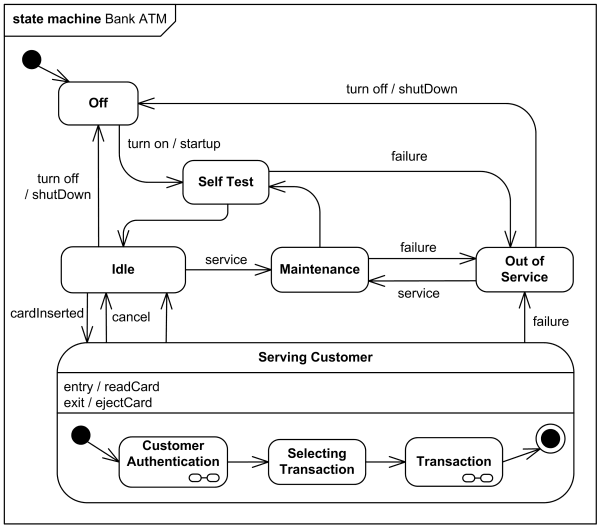 state machine Bank ATM
turn off / shutDown
Off
turn on / startup
failure
turn off
/ shutDown
Self Test
Idle
service
Maintenance
failure
service
Out of
Service
cardInserted
cancel
failure
Serving Customer
entry / readCard
exit / ejectCard
Customer
Authentication
Selecting
Transaction
Transaction